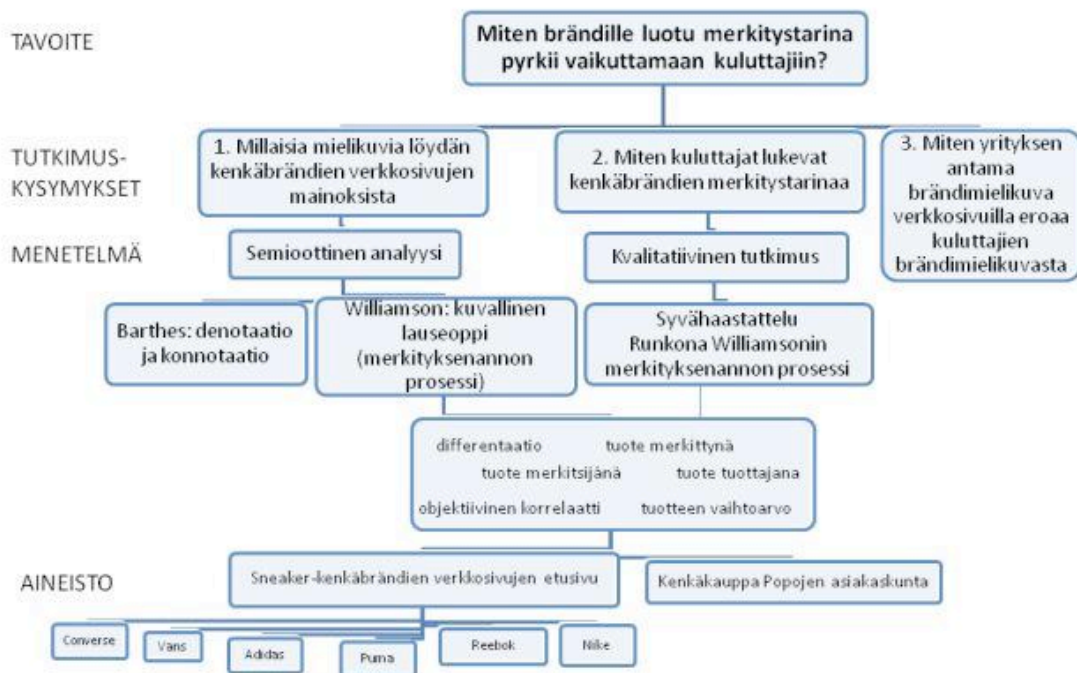 TAVOITE
Miten brändille luotu merkitystarina
pyrkii vaikuttamaan kuluttajiin?
TUTKIMUS-
KYSYMYKSET
1. Millaisia mielikuvia löydän
kenkäbrändien verkkosivujen
mainoksista
2. Miten kuluttajat lukevat
kenkäbrändien merkitystarinaa
3. Miten yrityksen
antama
brändimielikuva
verkkosivuilla eroaa
kuluttajien
brändimielikuvasta
MENETELMÄ
Semioottinen analyysi
Kvalitatiivinen tutkimus
Barthes: denotaatio
ja konnotaatio
Williamson: kuvallinen
lauseoppi
(merkityksenannon
prosessi)
Syvähaastattelu
Runkona Williamsonin
merkityksenannon prosessi
differentaatio
tuote merkittynä
tuote merkitsijänä
tuote tuottajana
objektiivinen korrelaatti
tuotteen vaihtoarvo
AINEISTO
Sneaker-kenkäbrändien verkkosivujen etusivu
Kenkäkauppa Popojen asiakaskunta
Converse
Vans
Adidas
Puma
Reebok
Nike